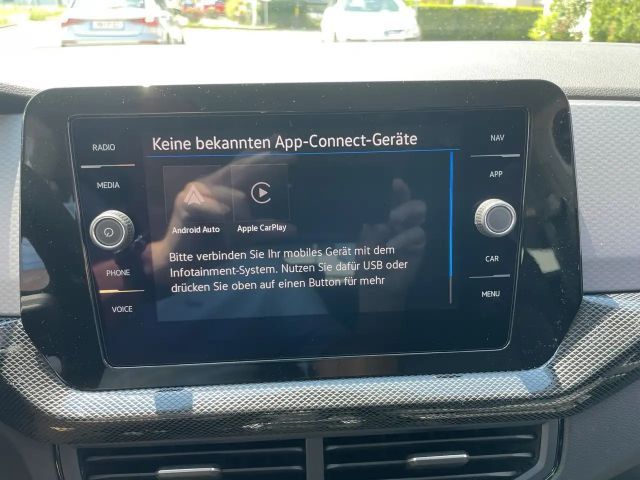 Keine bekannten App-Connect-Geräte
RADIO
MEDIA
PHONE
VOICE
Android Auto
Apple CarPlay
Bitte verbinden Sie Ihr mobiles Gerät mit dem
Infotainment-System. Nutzen Sie dafür USB oder
drücken Sie oben auf einen Button für mehr
NAV
APP
CAR
MENU